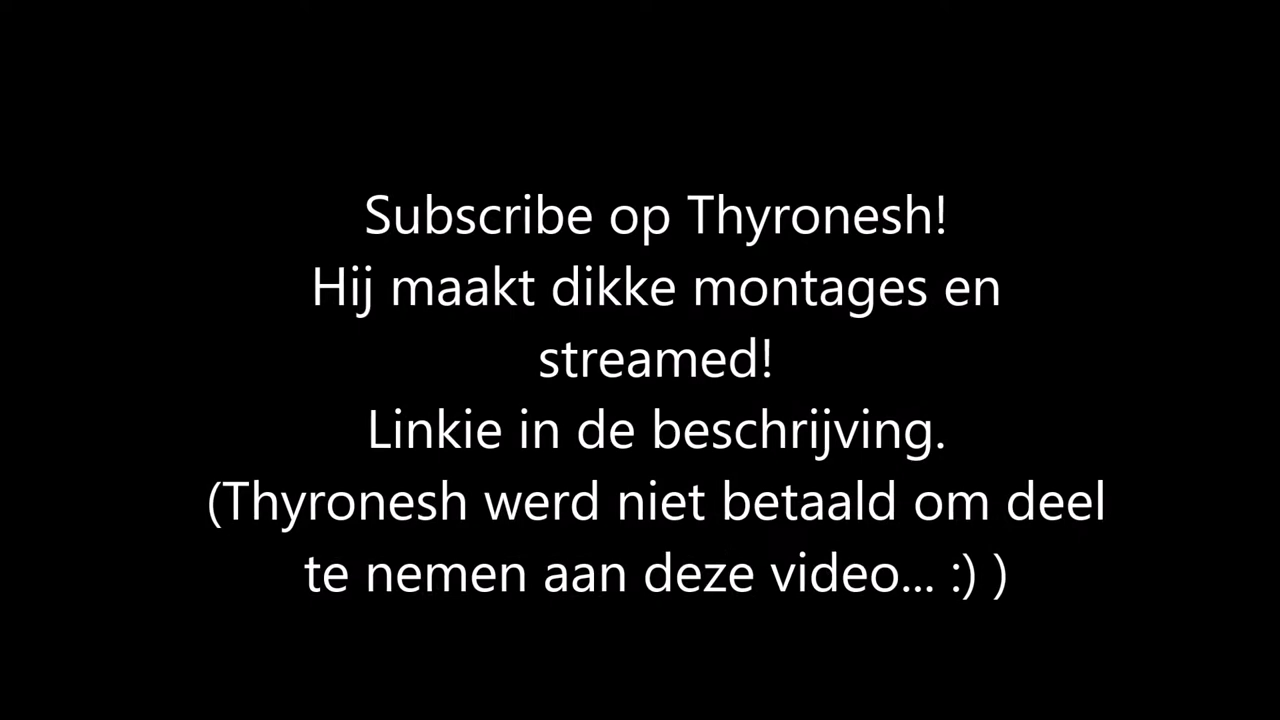 Subscribe op Thyronesh!
Hij maakt dikke montages en
streamed!
Linkie in de beschrijving.
(Thyronesh werd niet betaald om deel
te nemen aan deze video... :) )